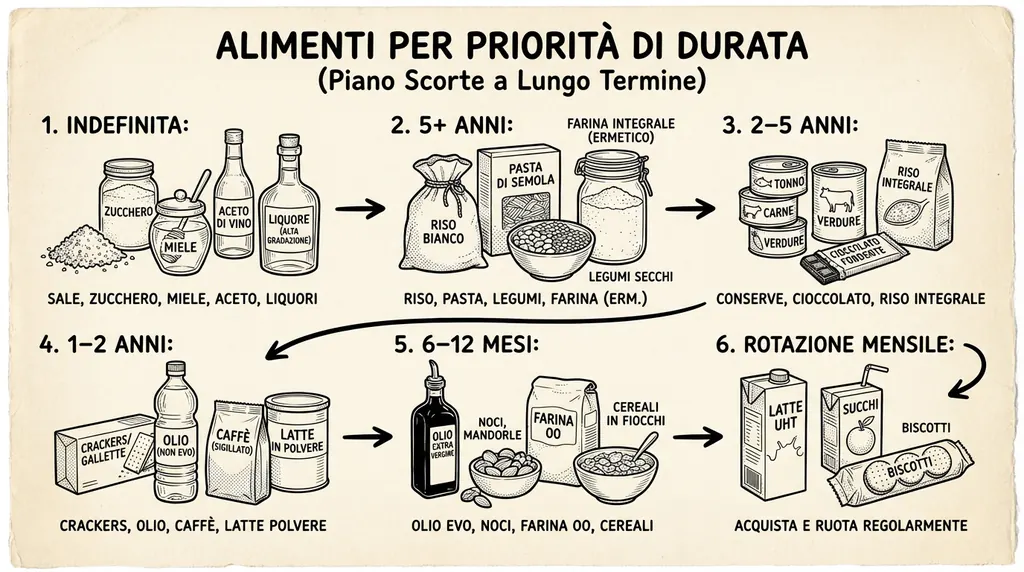 ALIMENTI PER PRIORITÀ DI DURATA
(Piano Scorte a Lungo Termine)
1. INDEFINITA:
ZUCCHERO
MIELE
ACETO
DI VINO
LIQUORE
(ALTA
GRADAZIONE)
SALE, ZUCCHERO, MIELE, ACETO, LIQUORI
2. 5+ ANNI:
FARINA INTEGRALE
(ERMETICO)
PASTA
DI SEMOLA
RISO
BIANCO
LEGUMI SECCHI
RISO, PASTA, LEGUMI, FARINA (ERM.)
3. 2–5 ANNI:
TONNO
CARNE
VERDURE
VERDURE
RISO
INTEGRALE
CIOCCOLATO
FONDENTE
CONSERVE, CIOCCOLATO, RISO INTEGRALE
4. 1–2 ANNI:
CRACKERS/
GALLETTE
OLIO
(NON EVO)
CAFFÈ
(SIGILLATO)
LATTE
IN POLVERE
CRACKERS, OLIO, CAFFÈ, LATTE POLVERE
5. 6–12 MESI:
OLIO
EXTRA
VERGINE
NOCI,
MANDORLE
FARINA
OO
CEREALI
IN FIOCCHI
OLIO EVO, NOCI, FARINA OO, CEREALI
6. ROTAZIONE MENSILE:
LATTE
UHT
SUCCHI
BISCOTTI
BISCOTTI
ACQUISTA E RUOTA REGOLARMENTE